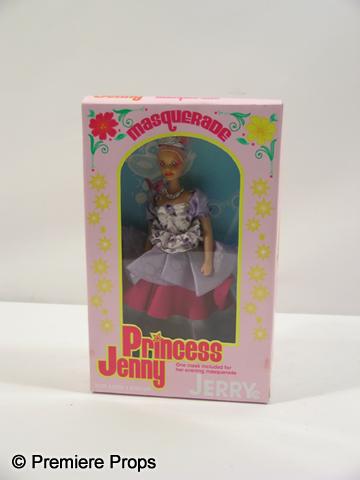 masquerade
Princess
Jenny
One mask included for
her evening masquerade
JERRY
© Premiere Props